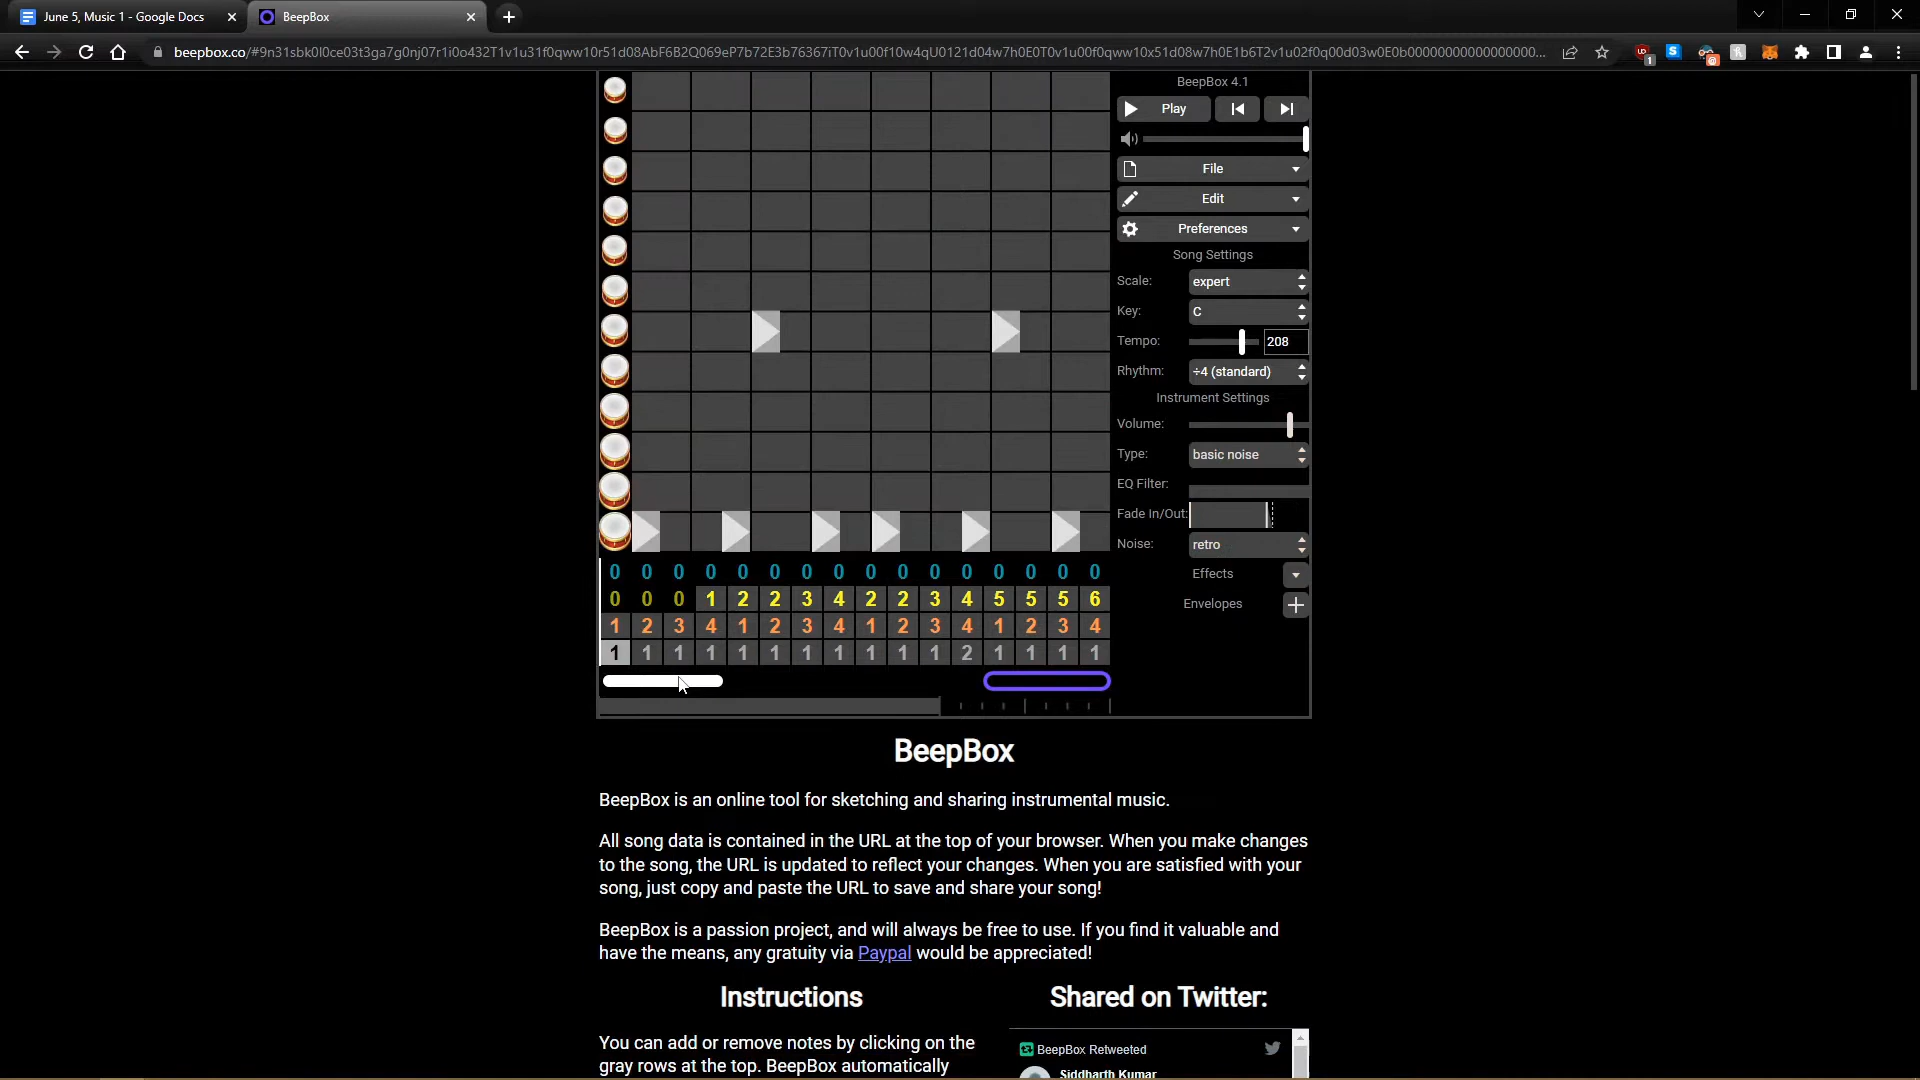 June 5, Music 1 - Google Docs
BeepBox
beepbox.co/#9n31sbk0l0ce03t3ga7g0nj07r1i0o432T1v1u31f0qww10r51d08AbF6B2Q069eP7b72E3b76367iT0v1u00f10w4qU0121d04w7h0E0T0v1u00f0qww10x51d08w7h0E1b6T2v1u02f0q00d03w0E0b00000000000000000...
BeepBox 4.1
Play
File
Edit
Preferences
Song Settings
Scale: expert
Key: C
Tempo: 208
Rhythm: ÷4 (standard)
Instrument Settings
Volume:
Type: basic noise
EQ Filter:
Fade In/Out:
Noise: retro
Effects
Envelopes
0 0 0 0 0 0 0 0 0 0 0 0 0 0 0 0
0 0 0 1 2 2 3 4 2 2 3 4 5 5 5 6
1 2 3 4 1 2 3 4 1 2 3 4 1 2 3 4
1 1 1 1 1 1 1 1 1 1 1 2 1 1 1 1
BeepBox
BeepBox is an online tool for sketching and sharing instrumental music.
All song data is contained in the URL at the top of your browser. When you make changes
to the song, the URL is updated to reflect your changes. When you are satisfied with your
song, just copy and paste the URL to save and share your song!
BeepBox is a passion project, and will always be free to use. If you find it valuable and
have the means, any gratuity via Paypal would be appreciated!
Instructions
You can add or remove notes by clicking on the
gray rows at the top. BeepBox automatically
Shared on Twitter:
BeepBox Retweeted
Siddharth Kumar